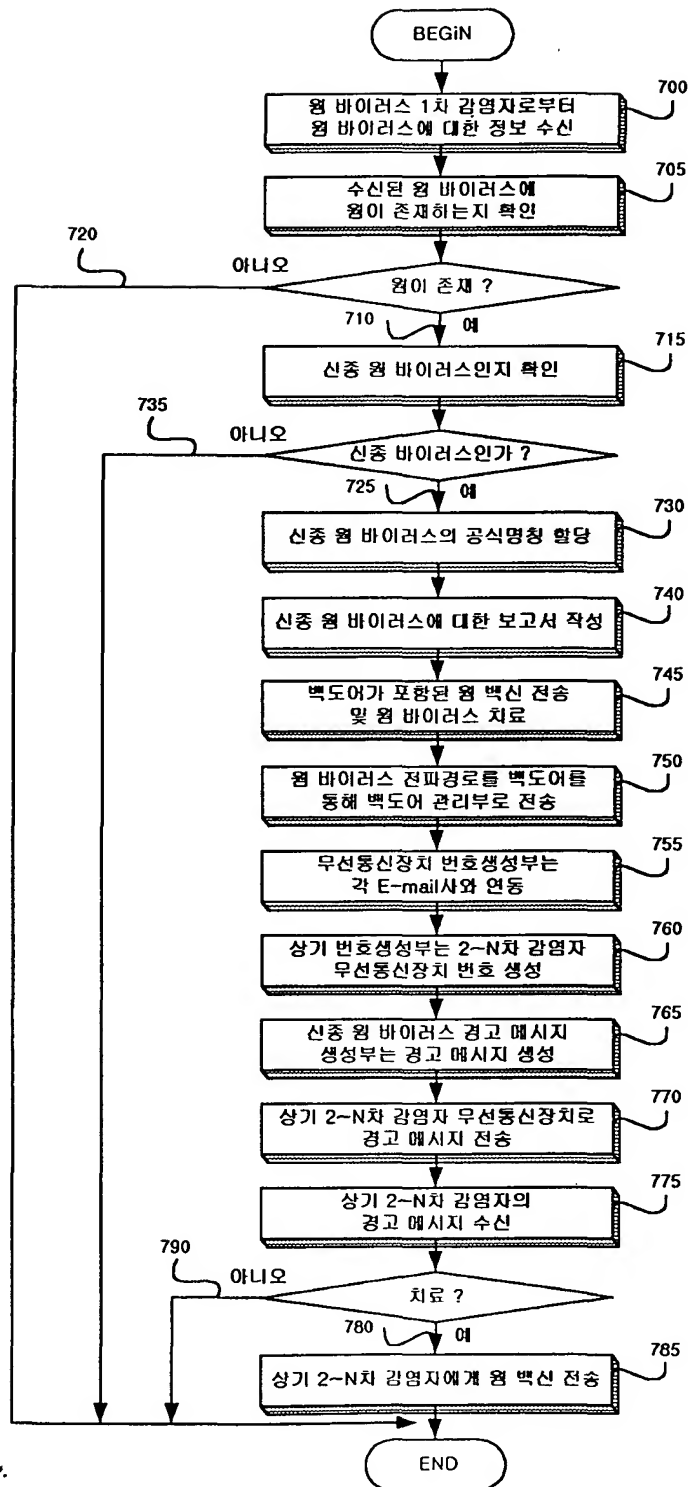 BEGiN
700
웜 바이러스 1차 감염자로부터
웜 바이러스에 대한 정보 수신
705
수신된 웜 바이러스에
웜이 존재하는지 확인
720
아니오
웜이 존재 ?
710
예
715
신종 웜 바이러스인지 확인
735
아니오
신종 바이러스인가 ?
725
예
730
신종 웜 바이러스의 공식명칭 할당
740
신종 웜 바이러스에 대한 보고서 작성
745
백도어가 포함된 웜 백신 전송
및 웜 바이러스 치료
750
웜 바이러스 전파경로를 백도어를
통해 백도어 관리부로 전송
755
무선통신장치 번호생성부는
각 E-mail사와 연동
760
상기 번호생성부는 2~N차 감염자
무선통신장치 번호 생성
765
신종 웜 바이러스 경고 메시지
생성부는 경고 메시지 생성
770
상기 2~N차 감염자 무선통신장치로
경고 메시지 전송
775
상기 2~N차 감염자의
경고 메시지 수신
790
아니오
치료 ?
780
예
785
상기 2~N차 감염자에게 웜 백신 전송
END